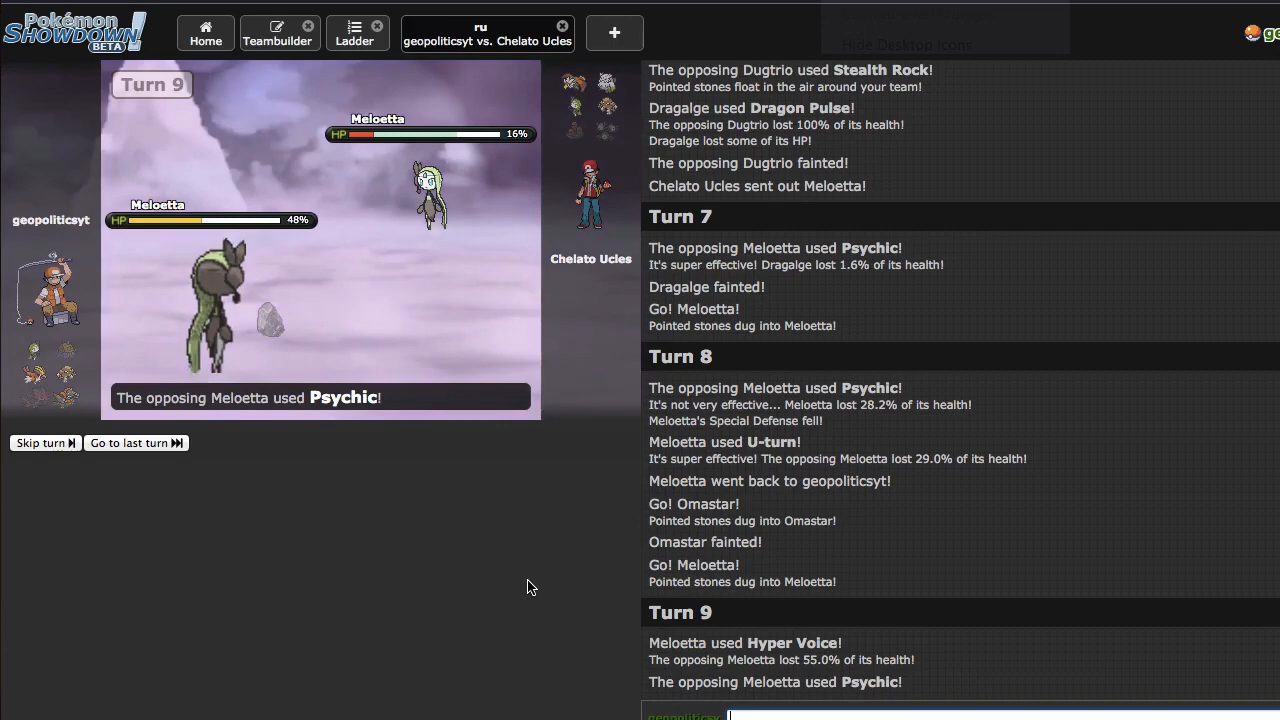 Pokémon
SHOWDOWN!
BETA
Home
Teambuilder
Ladder
ru
geopoliticsyt vs. Chelato Ucles
+
Hide Desktop Icons
ge
Turn 9
Meloetta
HP 16%
Meloetta
HP 48%
geopoliticsyt
Chelato Ucles
The opposing Meloetta used Psychic!
Skip turn
Go to last turn
The opposing Dugtrio used Stealth Rock!
Pointed stones float in the air around your team!
Dragalge used Dragon Pulse!
The opposing Dugtrio lost 100% of its health!
Dragalge lost some of its HP!
The opposing Dugtrio fainted!
Chelato Ucles sent out Meloetta!
Turn 7
The opposing Meloetta used Psychic!
It's super effective! Dragalge lost 1.6% of its health!
Dragalge fainted!
Go! Meloetta!
Pointed stones dug into Meloetta!
Turn 8
The opposing Meloetta used Psychic!
It's not very effective... Meloetta lost 28.2% of its health!
Meloetta's Special Defense fell!
Meloetta used U-turn!
It's super effective! The opposing Meloetta lost 29.0% of its health!
Meloetta went back to geopoliticsyt!
Go! Omastar!
Pointed stones dug into Omastar!
Omastar fainted!
Go! Meloetta!
Pointed stones dug into Meloetta!
Turn 9
Meloetta used Hyper Voice!
The opposing Meloetta lost 55.0% of its health!
The opposing Meloetta used Psychic!
geopoliticsy